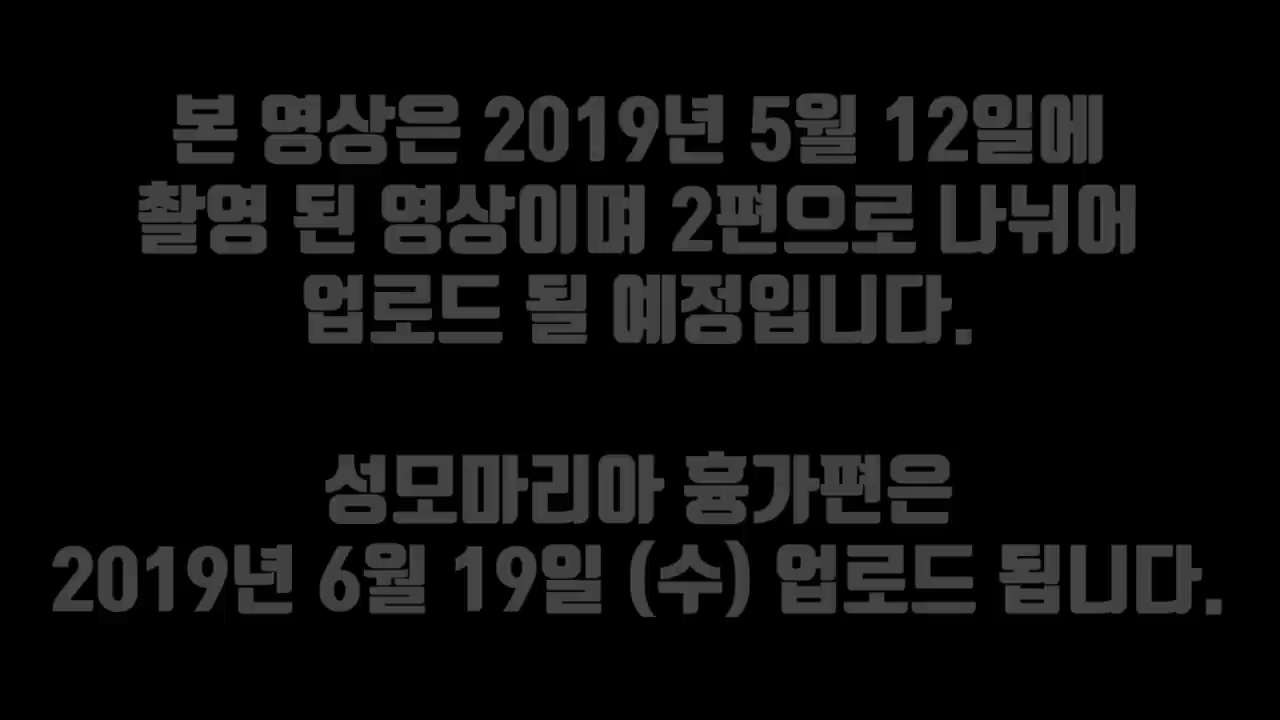 본 영상은 2019년 5월 12일에
촬영 된 영상이며 2편으로 나뉘어
업로드 될 예정입니다.
성모마리아 흉가편은
2019년 6월 19일 (수) 업로드 됩니다.